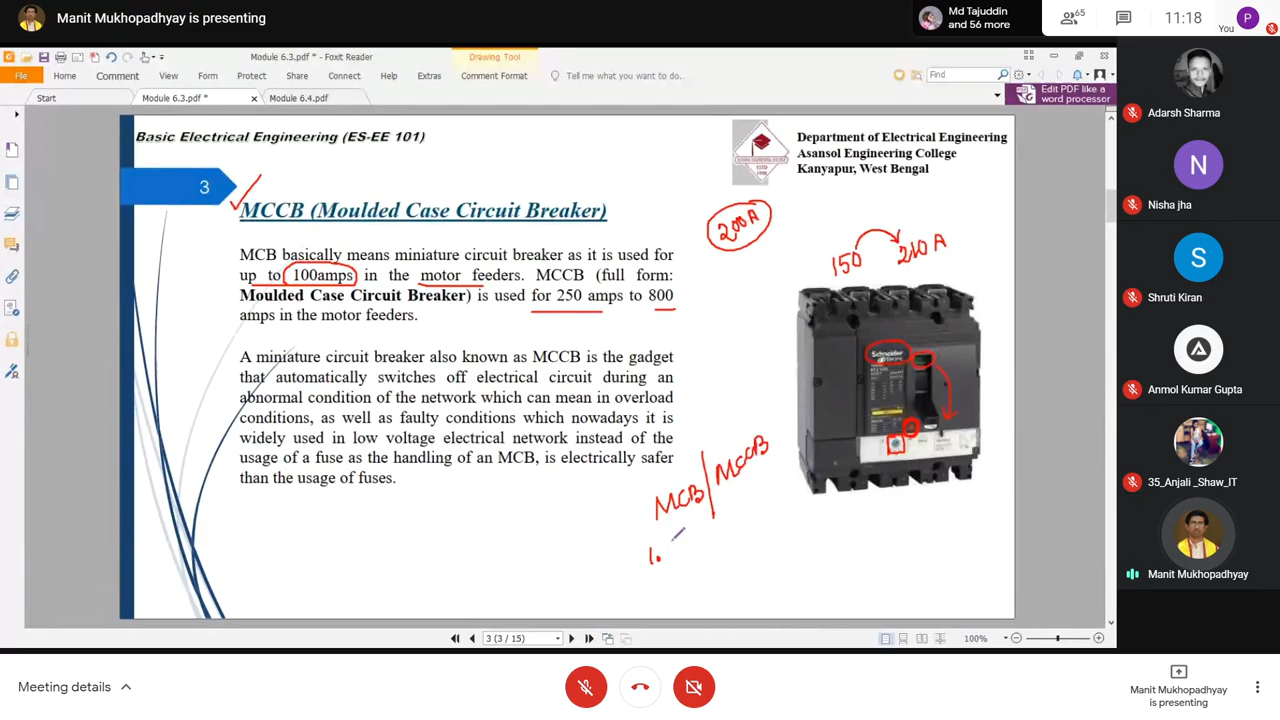 Manit Mukhopadhyay is presenting
Md Tajuddin
and 56 more
65
11:18
You
P
Module 6.3.pdf * - Foxit Reader
Drawing Tool
File
Home
Comment
View
Form
Protect
Share
Connect
Help
Extras
Comment Format
Tell me what you want to do..
Find
Start
Module 6.3.pdf *
Module 6.4.pdf
Edit PDF like a
word processor
Basic Electrical Engineering (ES-EE 101)
Department of Electrical Engineering
Asansol Engineering College
Kanyapur, West Bengal
3
MCCB (Moulded Case Circuit Breaker)
200A
150 210 A
MCB basically means miniature circuit breaker as it is used for
up to 100amps in the motor feeders. MCCB (full form:
Moulded Case Circuit Breaker) is used for 250 amps to 800
amps in the motor feeders.
Schneider
A miniature circuit breaker also known as MCCB is the gadget
that automatically switches off electrical circuit during an
abnormal condition of the network which can mean in overload
conditions, as well as faulty conditions which nowadays it is
widely used in low voltage electrical network instead of the
usage of a fuse as the handling of an MCB, is electrically safer
than the usage of fuses.
MCB/MCCB
1.
3 (3 / 15)
100%
Adarsh Sharma
N
Nisha jha
S
Shruti Kiran
Anmol Kumar Gupta
35_Anjali _Shaw_IT
Manit Mukhopadhyay
Meeting details
Manit Mukhopadhyay
is presenting